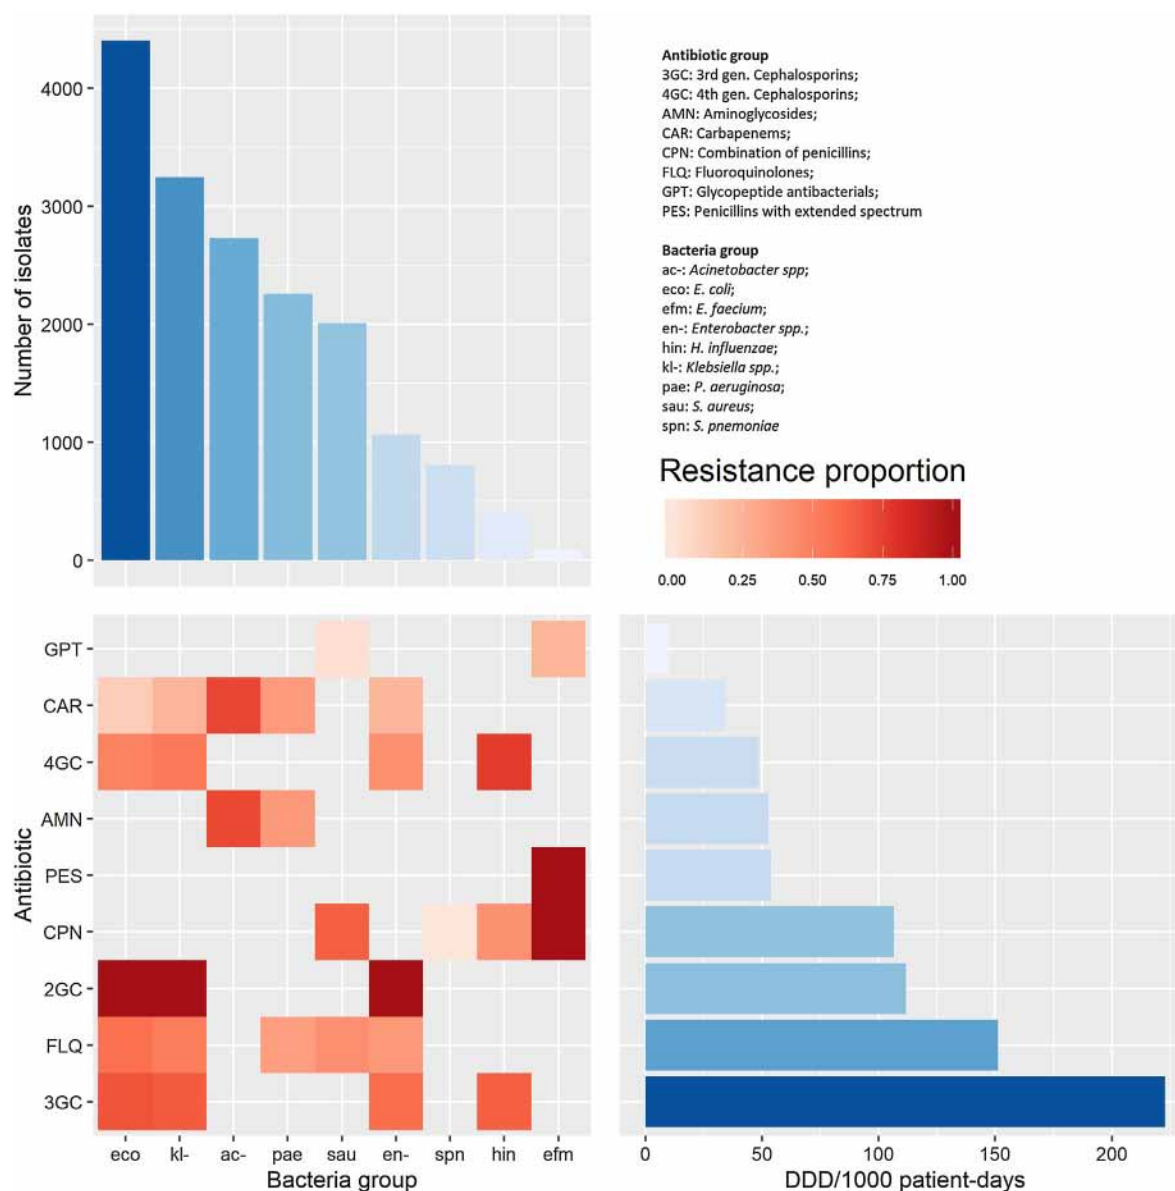 Antibiotic group
3GC: 3rd gen. Cephalosporins;
4GC: 4th gen. Cephalosporins;
AMN: Aminoglycosides;
CAR: Carbapenems;
CPN: Combination of penicillins;
FLQ: Fluoroquinolones;
GPT: Glycopeptide antibacterials;
PES: Penicillins with extended spectrum
Bacteria group
ac-: Acinetobacter spp;
eco: E. coli;
efm: E. faecium;
en-: Enterobacter spp.;
hin: H. influenzae;
kl-: Klebsiella spp.;
pae: P. aeruginosa;
sau: S. aureus;
spn: S. pnemoniae
Resistance proportion
0.00 0.25 0.50 0.75 1.00
Number of isolates
4000
3000
2000
1000
0
Antibiotic
GPT
CAR
4GC
AMN
PES
CPN
2GC
FLQ
3GC
eco kl- ac- pae sau en- spn hin efm
Bacteria group
0 50 100 150 200
DDD/1000 patient-days